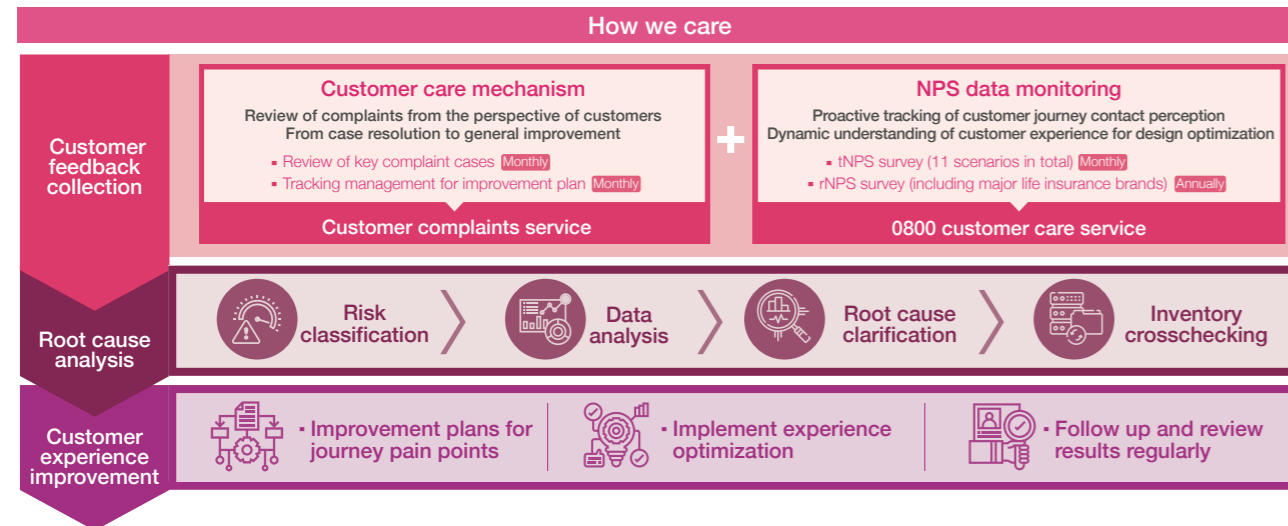 How we care
Customer
feedback
collection
Customer care mechanism
Review of complaints from the perspective of customers
From case resolution to general improvement
▪ Review of key complaint cases Monthly
▪ Tracking management for improvement plan Monthly
Customer complaints service
+
NPS data monitoring
Proactive tracking of customer journey contact perception
Dynamic understanding of customer experience for design optimization
▪ tNPS survey (11 scenarios in total) Monthly
▪ rNPS survey (including major life insurance brands) Annually
0800 customer care service
Root cause
analysis
Risk
classification
Data
analysis
Root cause
clarification
Inventory
crosschecking
Customer
experience
improvement
▪ Improvement plans for
journey pain points
▪ Implement experience
optimization
▪ Follow up and review
results regularly